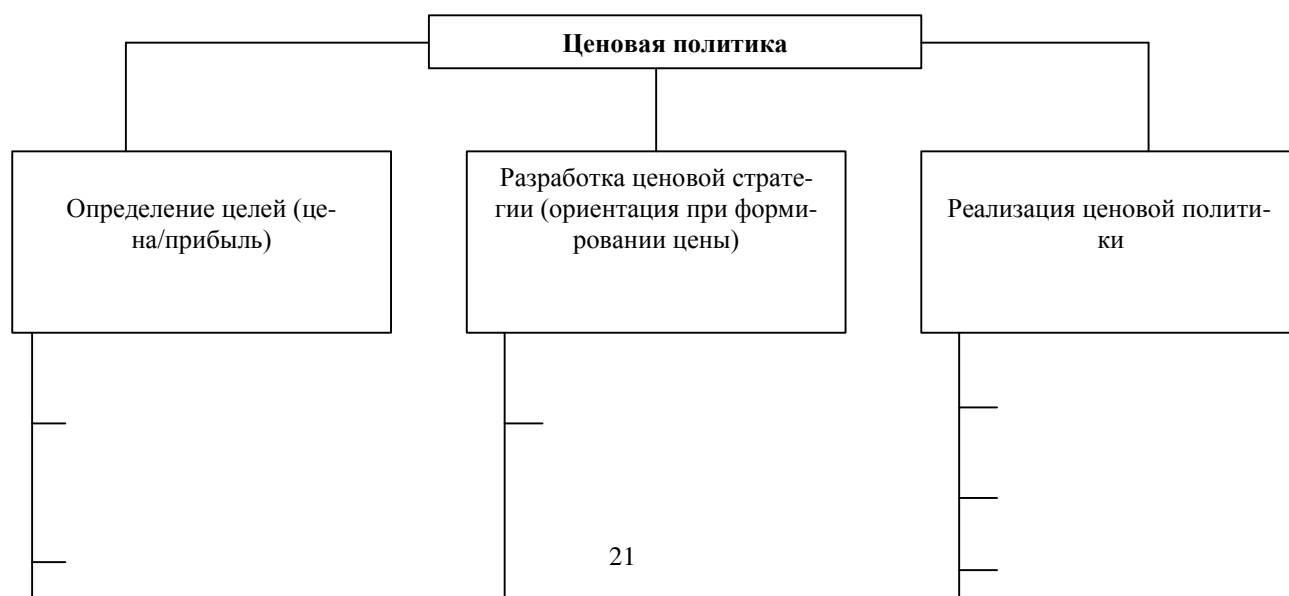 Ценовая политика
Определение целей (це-
на/прибыль)
Разработка ценовой страте-
гии (ориентация при форми-
ровании цены)
Реализация ценовой полити-
ки
21